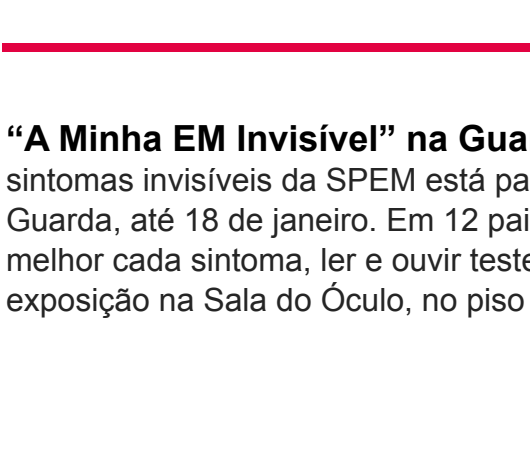 “A Minha EM Invisível” na Gua
sintomas invisíveis da SPEM está pa
Guarda, até 18 de janeiro. Em 12 pai
melhor cada sintoma, ler e ouvir teste
exposição na Sala do Óculo, no piso